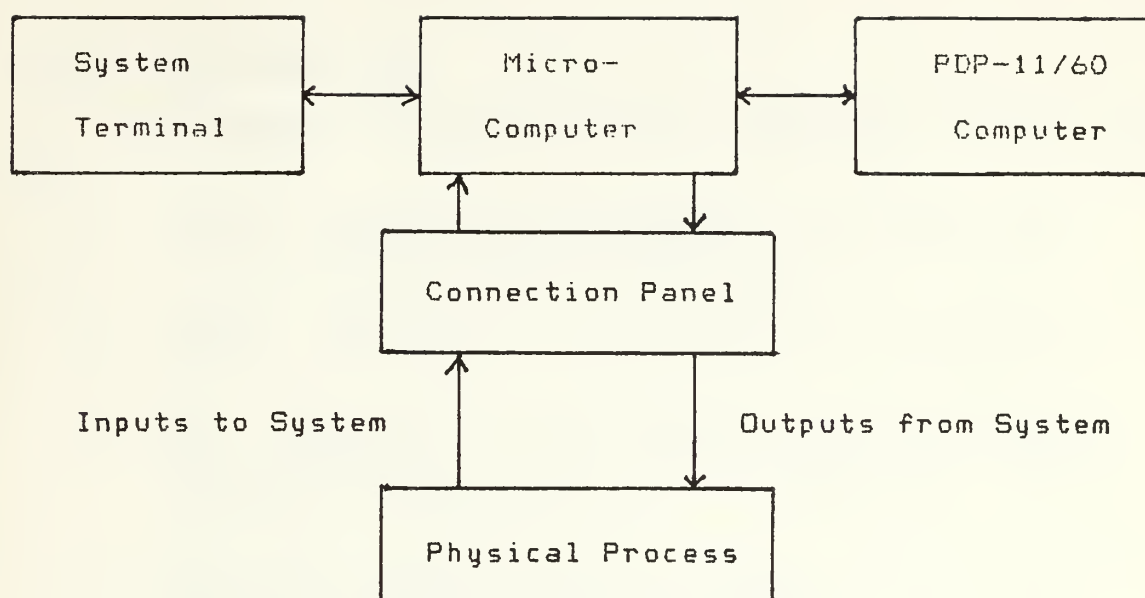 System
Terminal
Micro-
Computer
PDP-11/60
Computer
Connection Panel
Inputs to System
Outputs from System
Physical Process